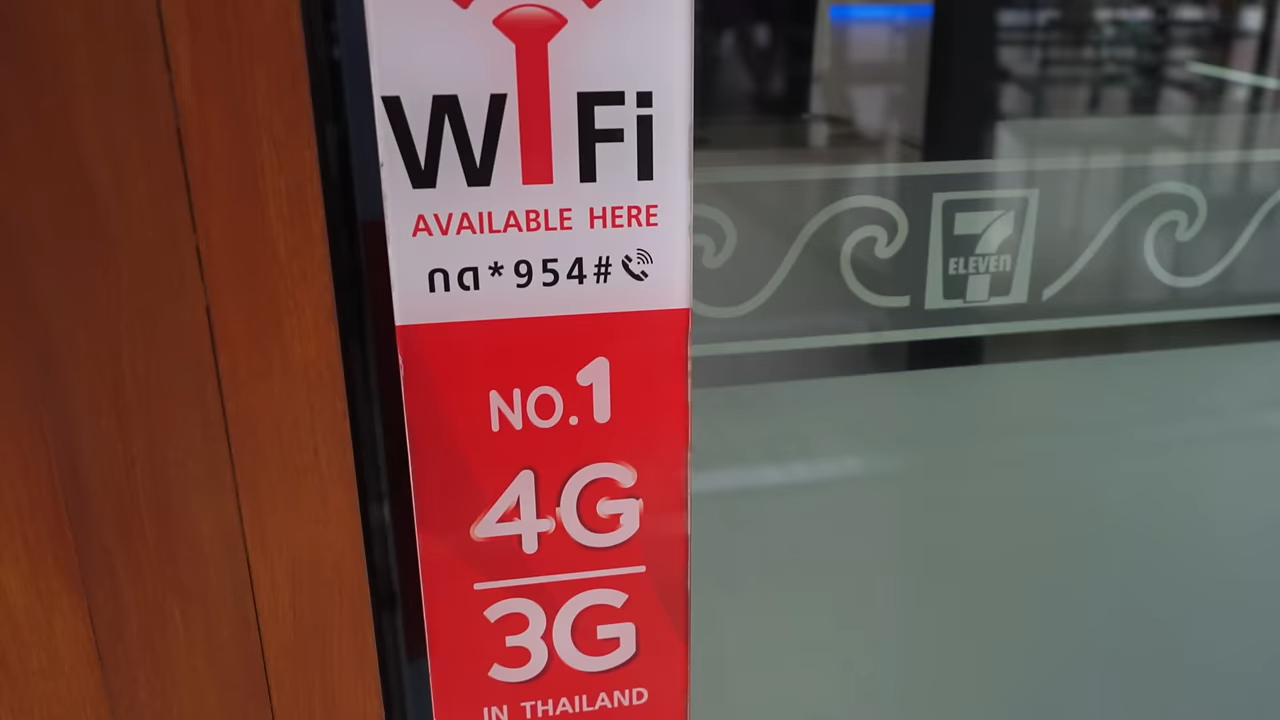 WiFi
AVAILABLE HERE
กด*954#
NO.1
4G
3G
IN THAILAND
7
ELEVEn